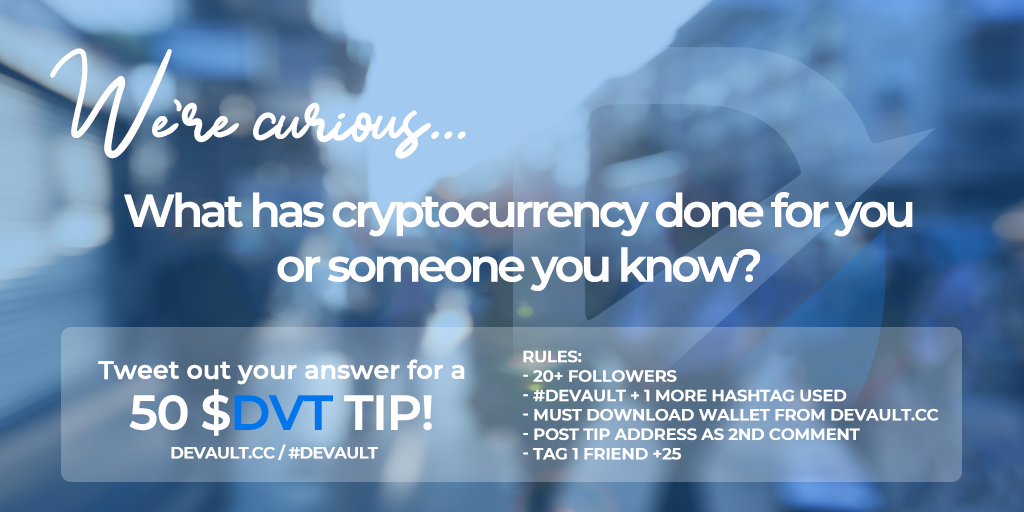 We're curious...
What has cryptocurrency done for you
or someone you know?
Tweet out your answer for a
50 $DVT TIP!
DEVAULT.CC / #DEVAULT
RULES:
- 20+ FOLLOWERS
- #DEVAULT + 1 MORE HASHTAG USED
- MUST DOWNLOAD WALLET FROM DEVAULT.CC
- POST TIP ADDRESS AS 2ND COMMENT
- TAG 1 FRIEND +25